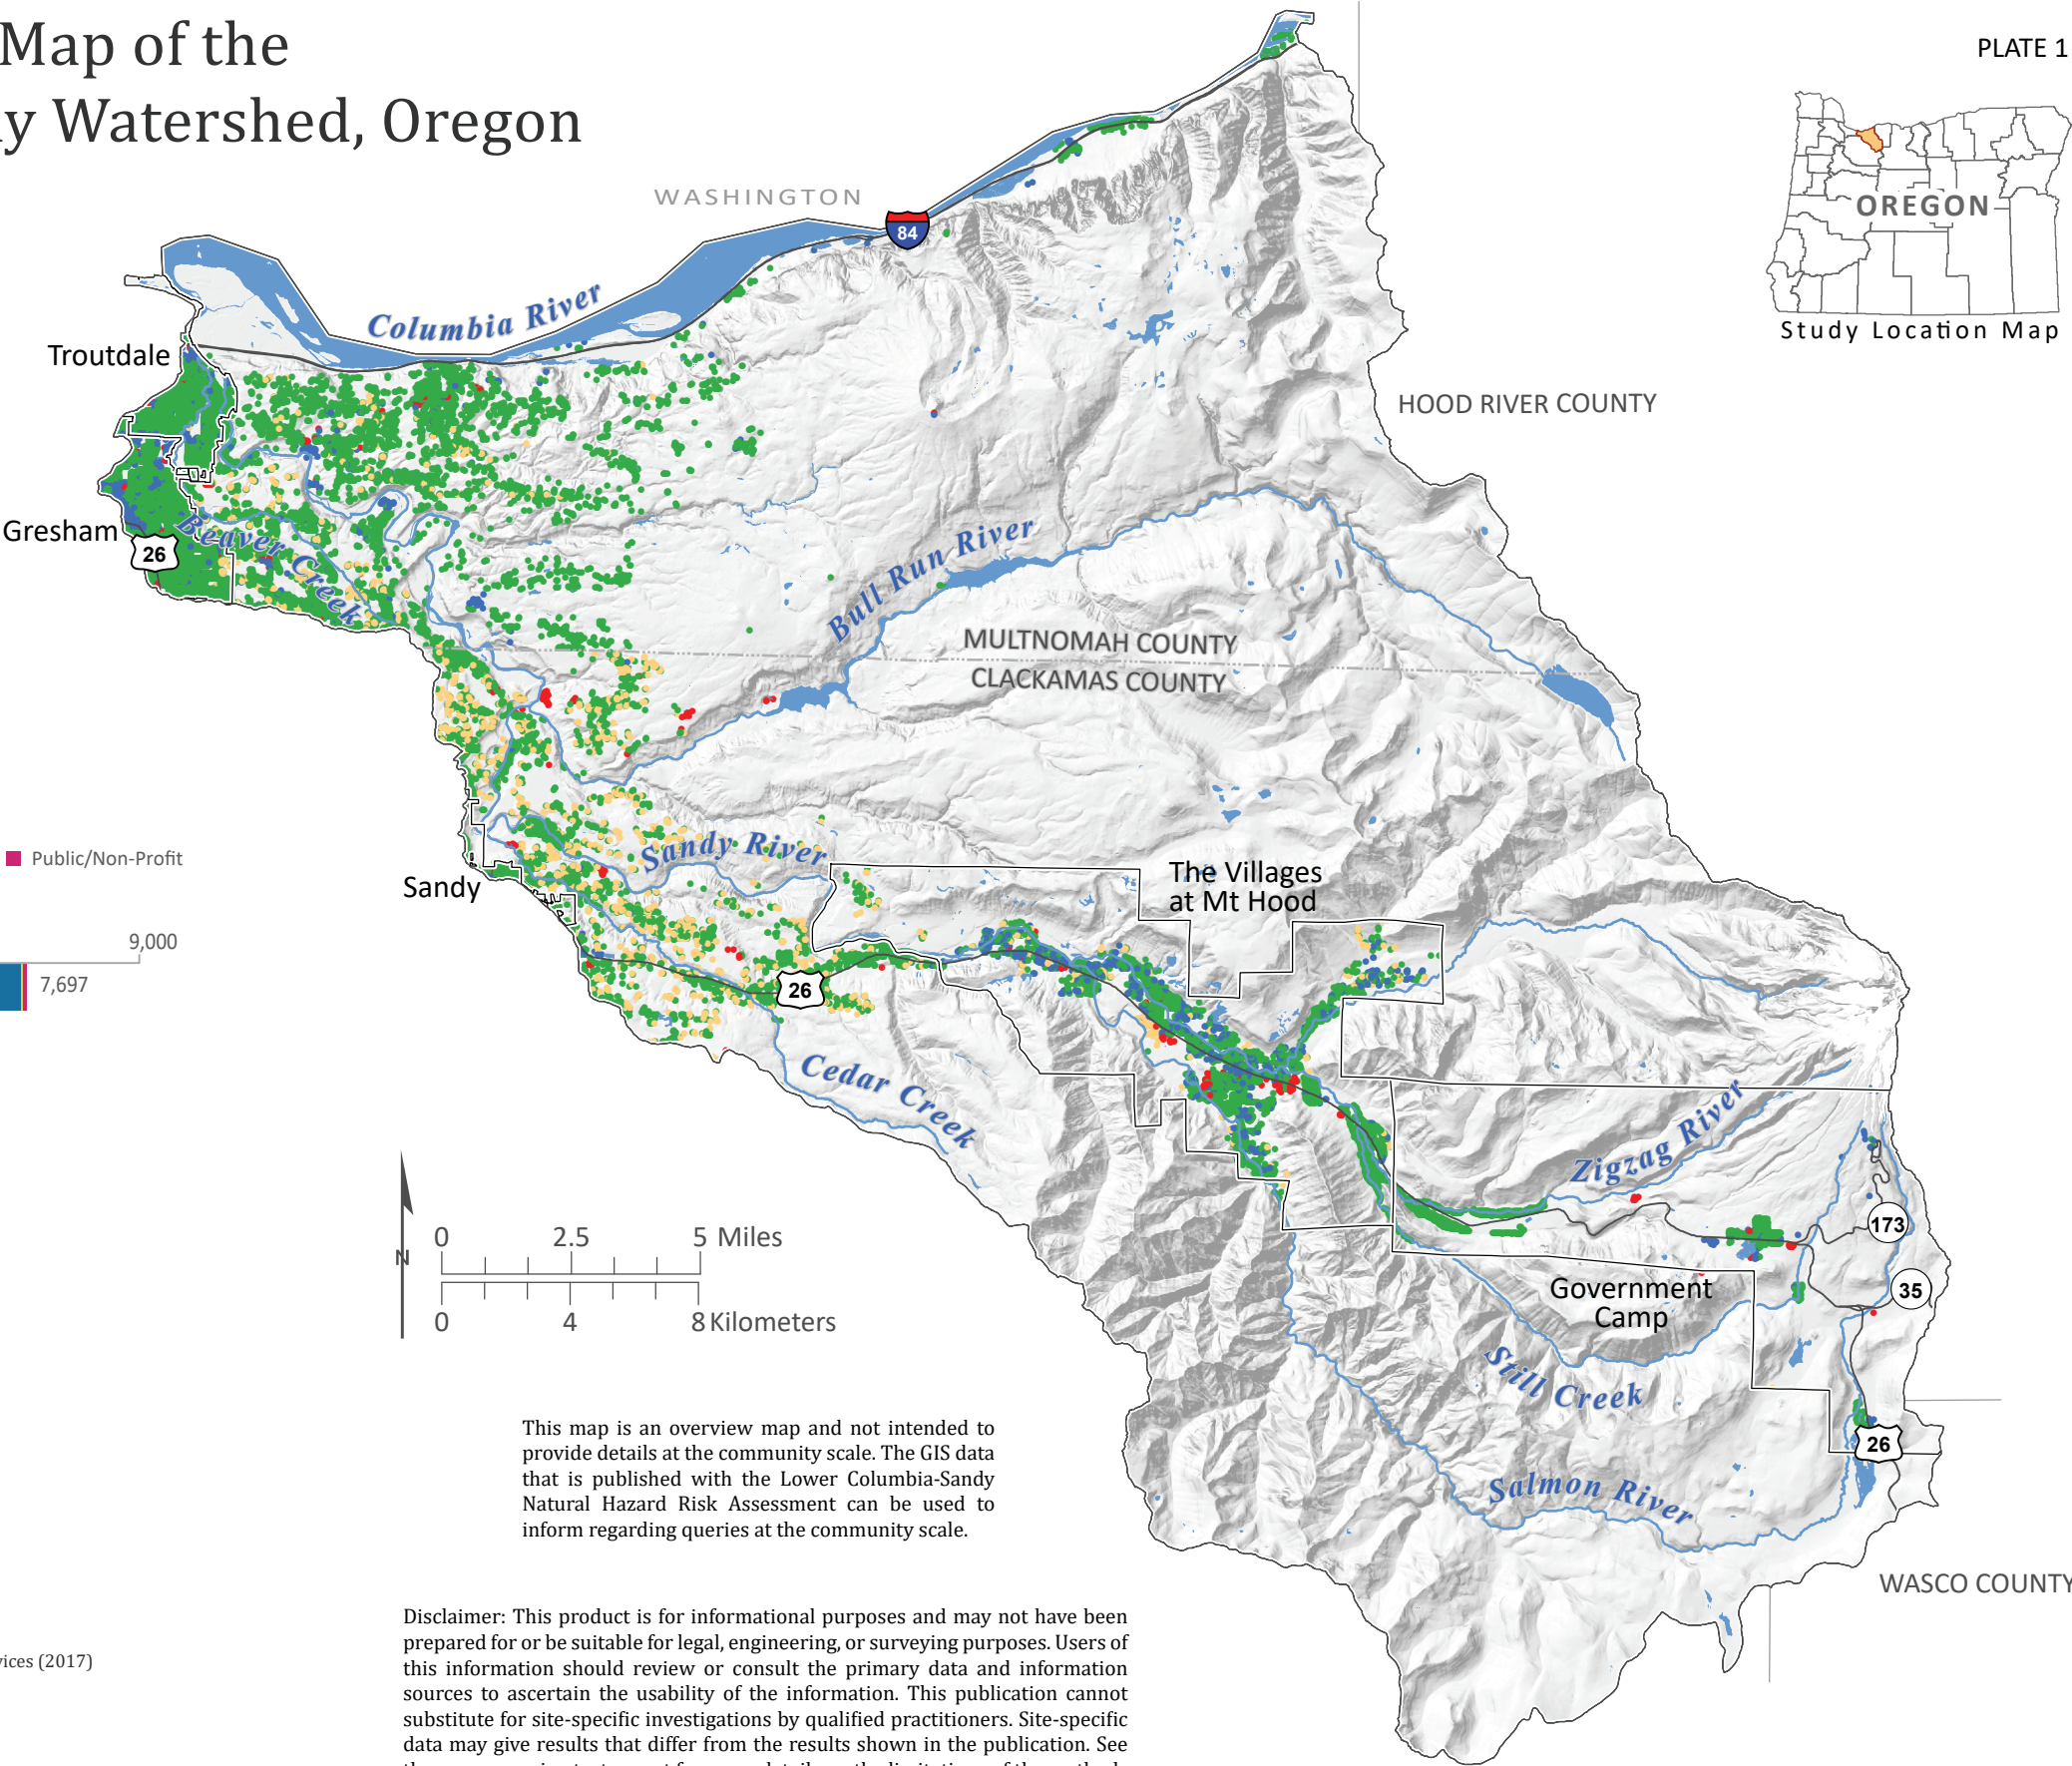 Map of the
y Watershed, Oregon
PLATE 1
OREGON
Study Location Map
WASHINGTON
84
Columbia River
Troutdale
HOOD RIVER COUNTY
Gresham
26
Beaver Creek
Bull Run River
MULTNOMAH COUNTY
CLACKAMAS COUNTY
Public/Non-Profit
Sandy River
Sandy
The Villages
at Mt Hood
9,000
7,697
26
Cedar Creek
Zigzag River
173
N
0 2.5 5 Miles
0 4 8 Kilometers
35
Government
Camp
Still Creek
26
Salmon River
WASCO COUNTY
This map is an overview map and not intended to
provide details at the community scale. The GIS data
that is published with the Lower Columbia-Sandy
Natural Hazard Risk Assessment can be used to
inform regarding queries at the community scale.
Disclaimer: This product is for informational purposes and may not have been
prepared for or be suitable for legal, engineering, or surveying purposes. Users of
this information should review or consult the primary data and information
sources to ascertain the usability of the information. This publication cannot
substitute for site-specific investigations by qualified practitioners. Site-specific
data may give results that differ from the results shown in the publication. See
vices (2017)